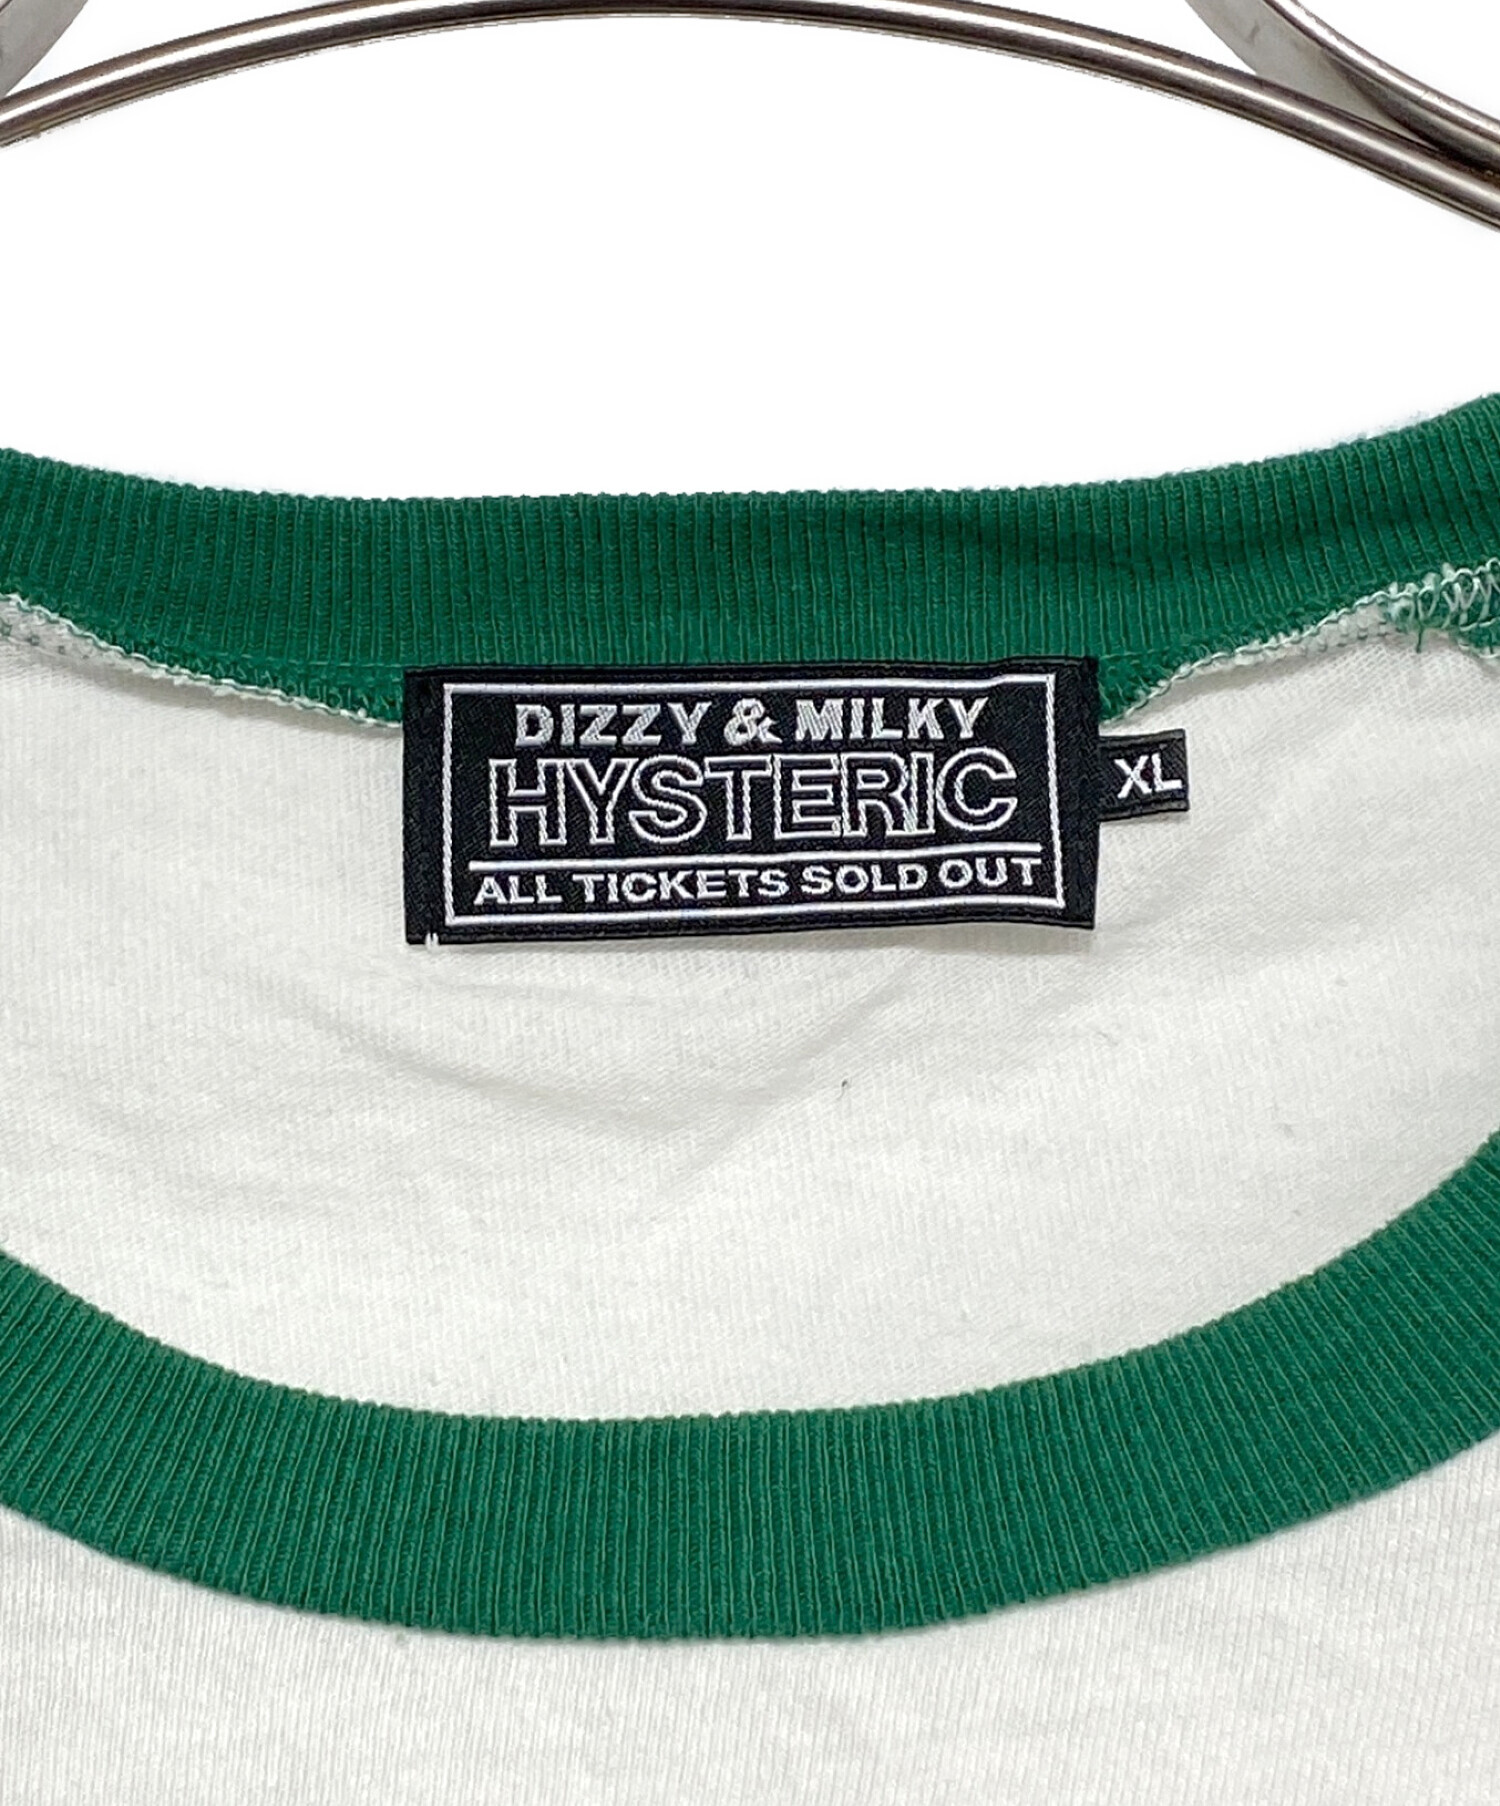 DIZZY & MILKY
HYSTERIC
ALL TICKETS SOLD OUT
XL